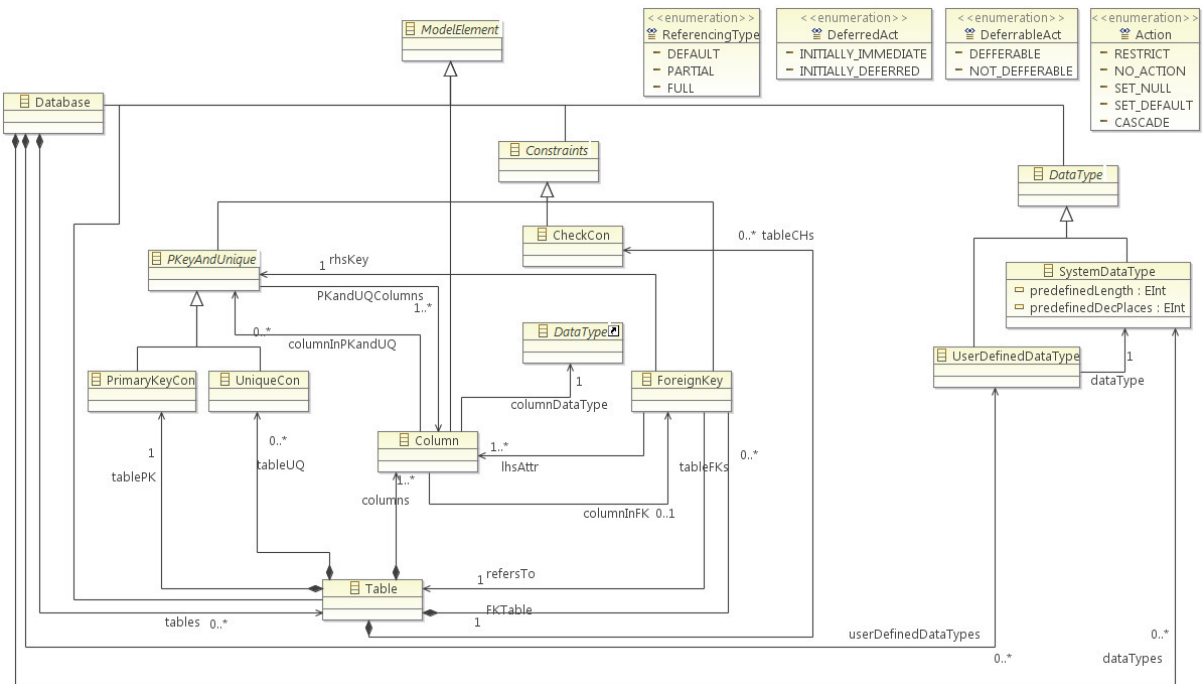 ModelElement
<<enumeration>>
ReferencingType
DEFAULT
PARTIAL
FULL
<<enumeration>>
DeferredAct
INITIALLY_IMMEDIATE
INITIALLY_DEFERRED
<<enumeration>>
DeferrableAct
DEFFERABLE
NOT_DEFFERABLE
<<enumeration>>
Action
RESTRICT
NO_ACTION
SET_NULL
SET_DEFAULT
CASCADE
Database
Constraints
DataType
CheckCon
0..* tableCHs
PKeyAndUnique
1 rhsKey
PKandUQColumns
1..*
SystemDataType
predefinedLength : EInt
predefinedDecPlaces : EInt
0..*
columnInPKandUQ
DataType
UserDefinedDataType
1
dataType
PrimaryKeyCon
UniqueCon
1
columnDataType
ForeignKey
Column
1
tablePK
0..*
tableUQ
1..*
lhsAttr
tableFKs
0..*
1..*
columns
columnInFK 0..1
1 refersTo
Table
FKTable
1
tables 0..*
userDefinedDataTypes
0..*
0..*
dataTypes